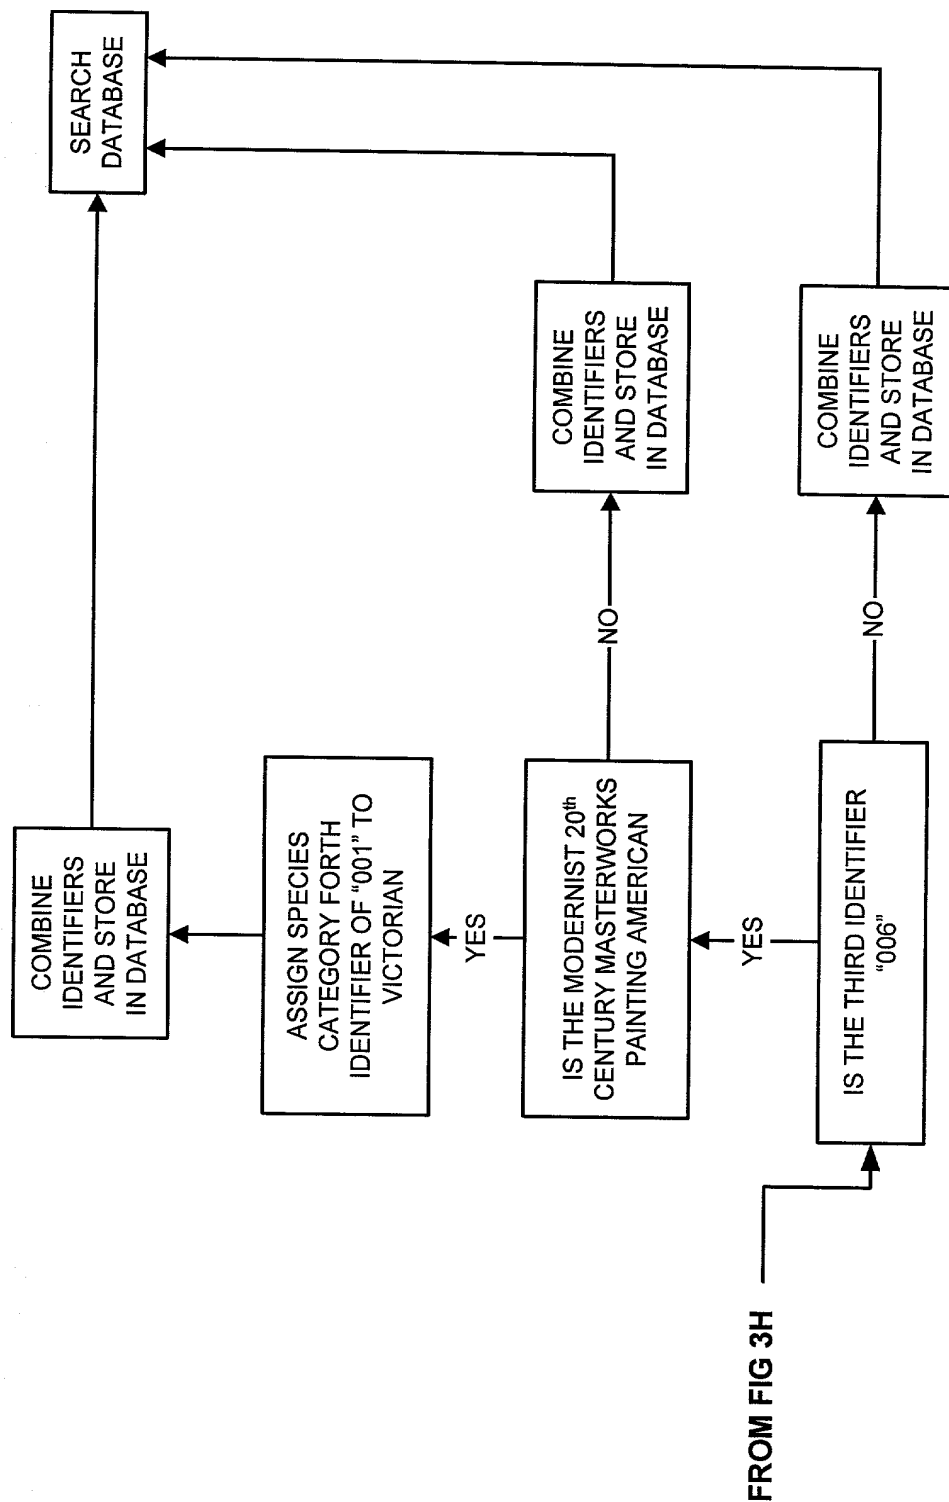 FROM FIG 3H
IS THE THIRD IDENTIFIER
“006”
YES
NO
IS THE MODERNIST 20th
CENTURY MASTERWORKS
PAINTING AMERICAN
YES
NO
ASSIGN SPECIES
CATEGORY FORTH
IDENTIFIER OF “001” TO
VICTORIAN
COMBINE
IDENTIFIERS
AND STORE
IN DATABASE
COMBINE
IDENTIFIERS
AND STORE
IN DATABASE
COMBINE
IDENTIFIERS
AND STORE
IN DATABASE
SEARCH
DATABASE